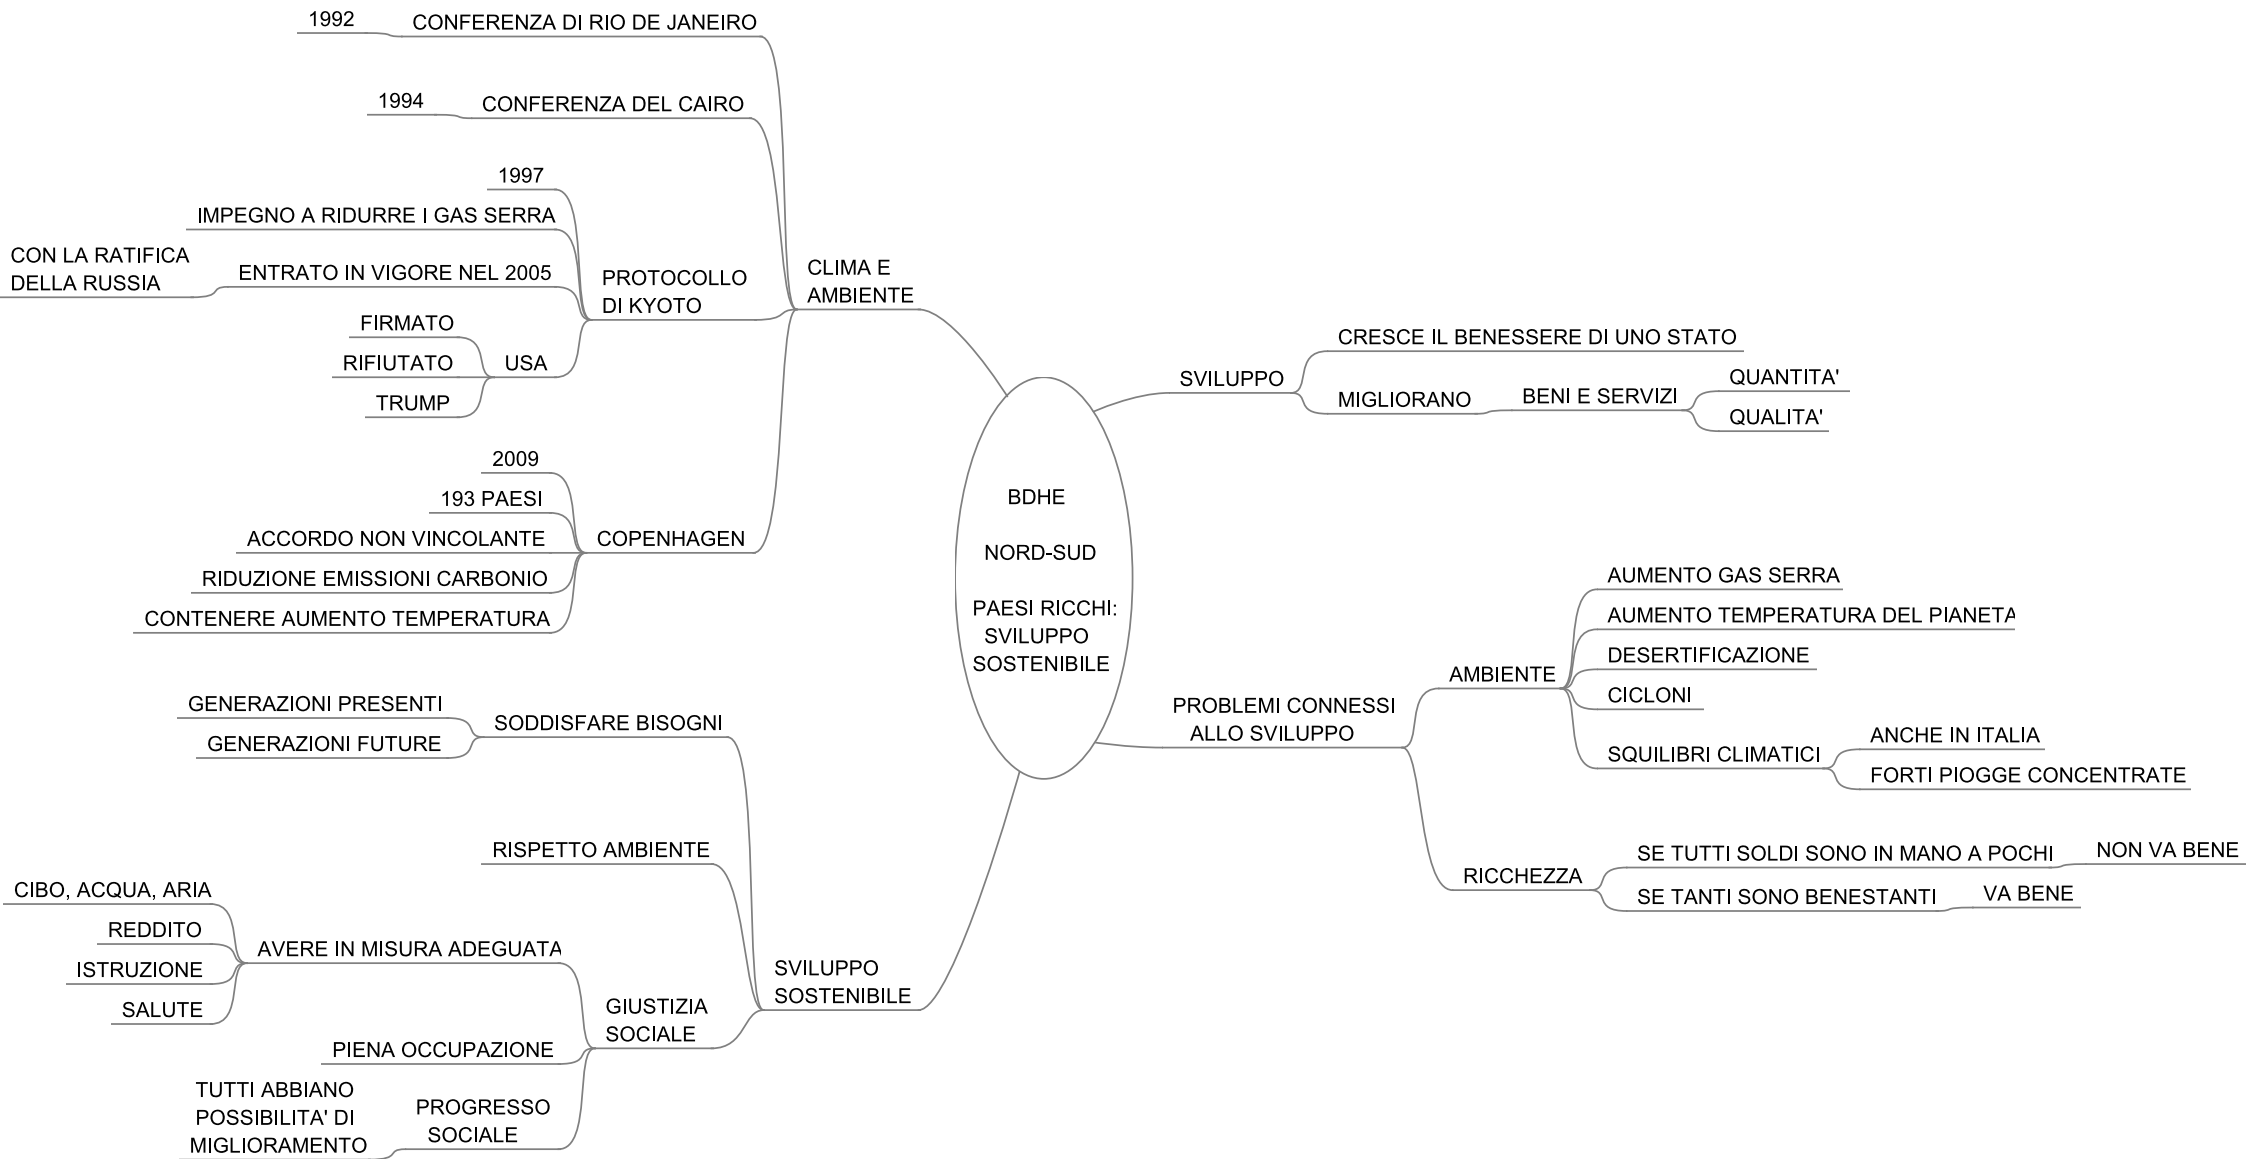 1992
CONFERENZA DI RIO DE JANEIRO
1994
CONFERENZA DEL CAIRO
1997
IMPEGNO A RIDURRE I GAS SERRA
CON LA RATIFICA
DELLA RUSSIA
ENTRATO IN VIGORE NEL 2005
PROTOCOLLO
DI KYOTO
FIRMATO
RIFIUTATO
TRUMP
USA
CLIMA E
AMBIENTE
2009
193 PAESI
ACCORDO NON VINCOLANTE
RIDUZIONE EMISSIONI CARBONIO
CONTENERE AUMENTO TEMPERATURA
COPENHAGEN
GENERAZIONI PRESENTI
GENERAZIONI FUTURE
SODDISFARE BISOGNI
RISPETTO AMBIENTE
CIBO, ACQUA, ARIA
REDDITO
ISTRUZIONE
SALUTE
AVERE IN MISURA ADEGUATA
PIENA OCCUPAZIONE
TUTTI ABBIANO
POSSIBILITA' DI
MIGLIORAMENTO
PROGRESSO
SOCIALE
GIUSTIZIA
SOCIALE
SVILUPPO
SOSTENIBILE
BDHE
NORD-SUD
PAESI RICCHI:
SVILUPPO
SOSTENIBILE
SVILUPPO
CRESCE IL BENESSERE DI UNO STATO
MIGLIORANO
BENI E SERVIZI
QUANTITA'
QUALITA'
PROBLEMI CONNESSI
ALLO SVILUPPO
AMBIENTE
AUMENTO GAS SERRA
AUMENTO TEMPERATURA DEL PIANETA
DESERTIFICAZIONE
CICLONI
SQUILIBRI CLIMATICI
ANCHE IN ITALIA
FORTI PIOGGE CONCENTRATE
RICCHEZZA
SE TUTTI SOLDI SONO IN MANO A POCHI
NON VA BENE
SE TANTI SONO BENESTANTI
VA BENE